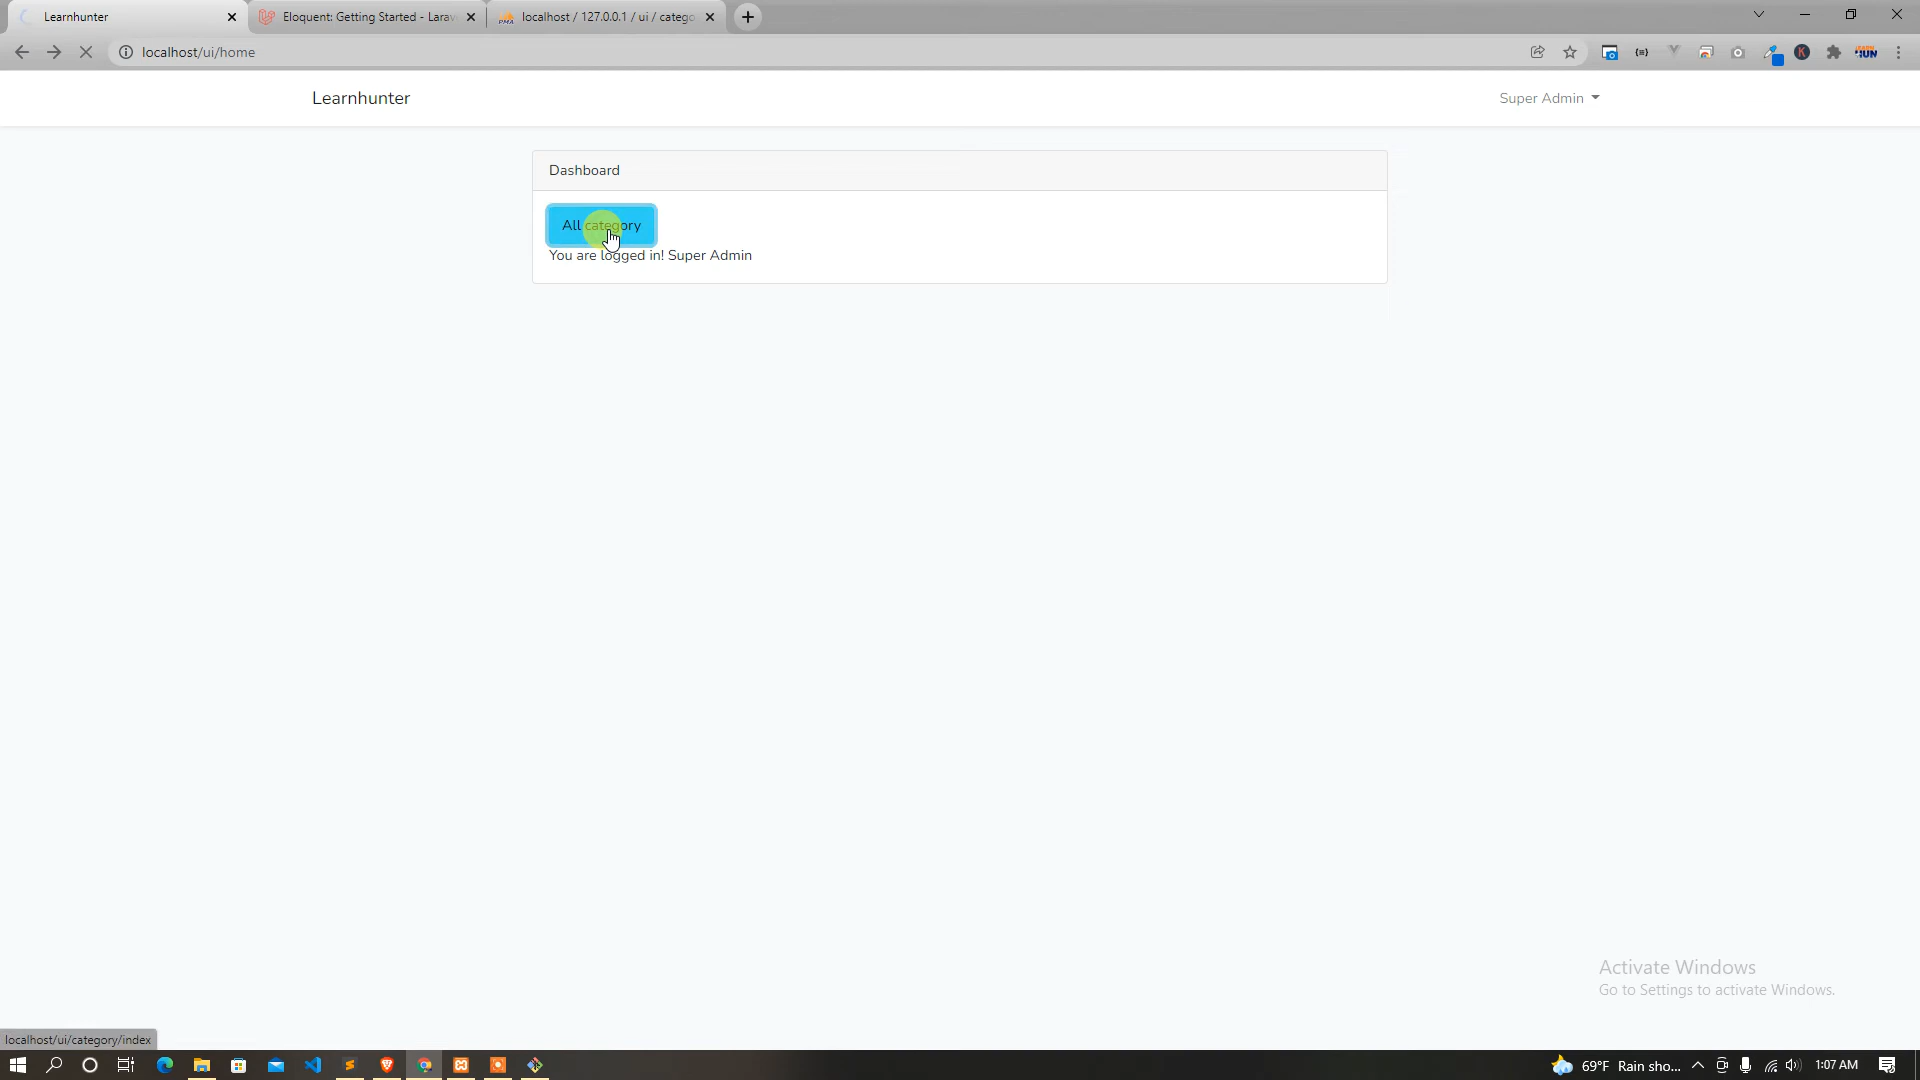 Learnhunter
Eloquent: Getting Started - Larav
localhost / 127.0.0.1 / ui / catego
localhost/ui/home
Learnhunter
Super Admin
Dashboard
All category
You are logged in! Super Admin
Activate Windows
Go to Settings to activate Windows.
localhost/ui/category/index
69°F Rain sho...
1:07 AM